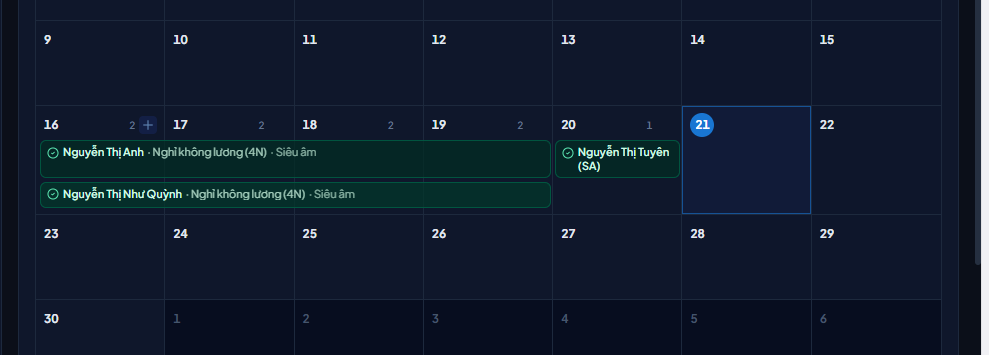 9 10 11 12 13 14 15
16 2 + 17 2 18 2 19 2 20 1 21 22
Nguyễn Thị Anh · Nghỉ không lương (4N) · Siêu âm
Nguyễn Thị Tuyên
(SA)
Nguyễn Thị Như Quỳnh · Nghỉ không lương (4N) · Siêu âm
23 24 25 26 27 28 29
30 1 2 3 4 5 6